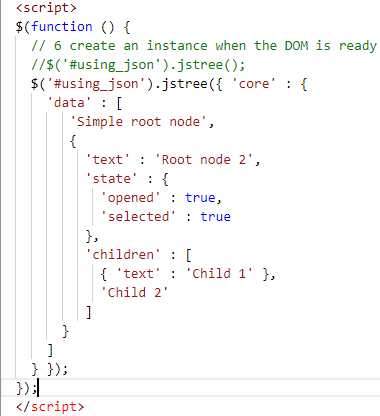 <script>
$(function () {
// 6 create an instance when the DOM is ready
//$('#using_json').jstree();
$('#using_json').jstree({ 'core' : {
'data' : [
'Simple root node',
{
'text' : 'Root node 2',
'state' : {
'opened' : true,
'selected' : true
},
'children' : [
{ 'text' : 'Child 1' },
'Child 2'
]
}
]
} });
});
</script>